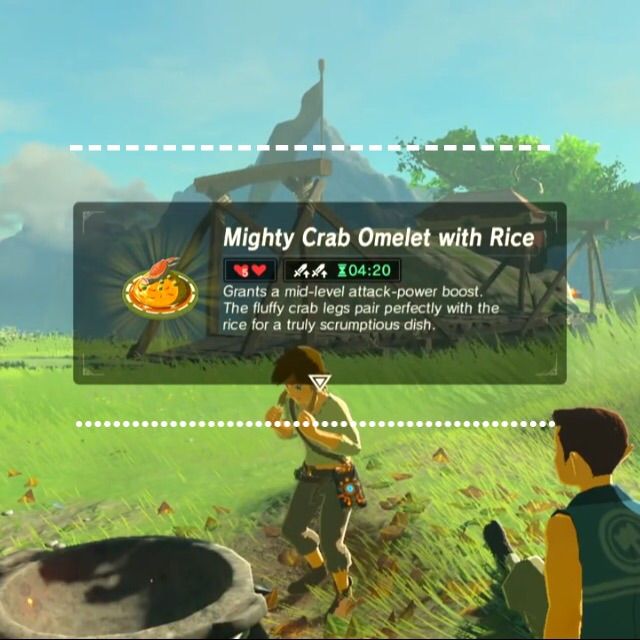 Mighty Crab Omelet with Rice
5 04:20
Grants a mid-level attack-power boost.
The fluffy crab legs pair perfectly with the
rice for a truly scrumptious dish.